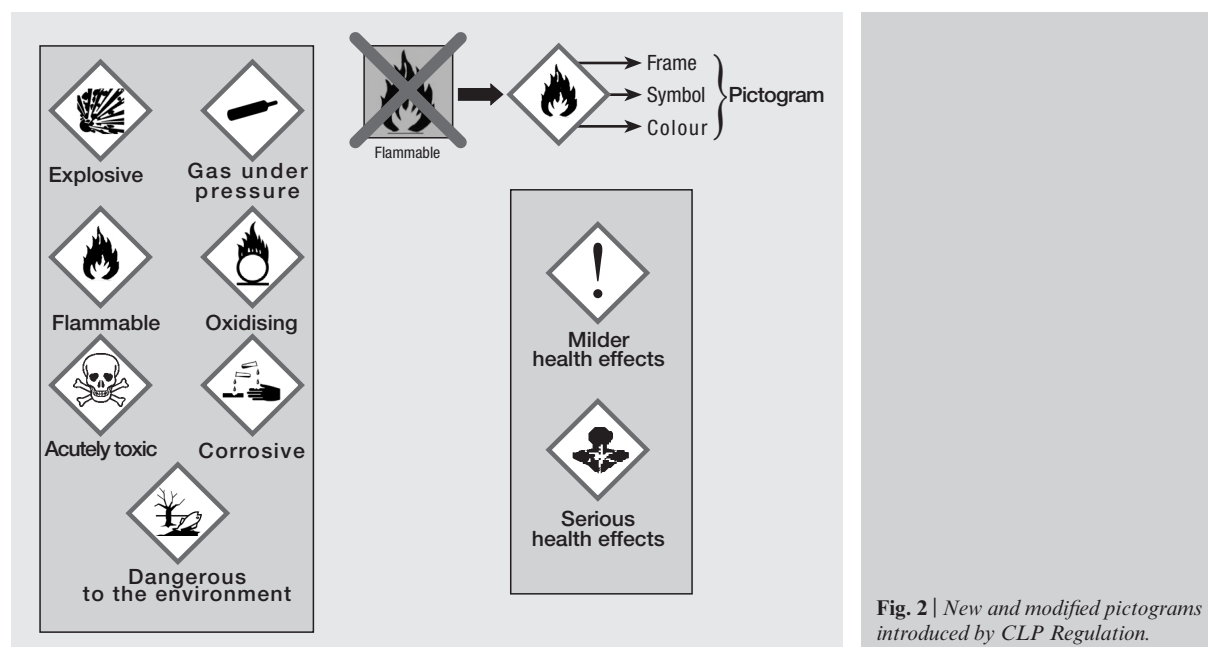 Explosive
Gas under
pressure
Flammable
Oxidising
Acutely toxic
Corrosive
Dangerous
to the environment
Flammable
Frame
Symbol
Colour
Pictogram
!
Milder
health effects
Serious
health effects
Fig. 2 | New and modified pictograms
introduced by CLP Regulation.